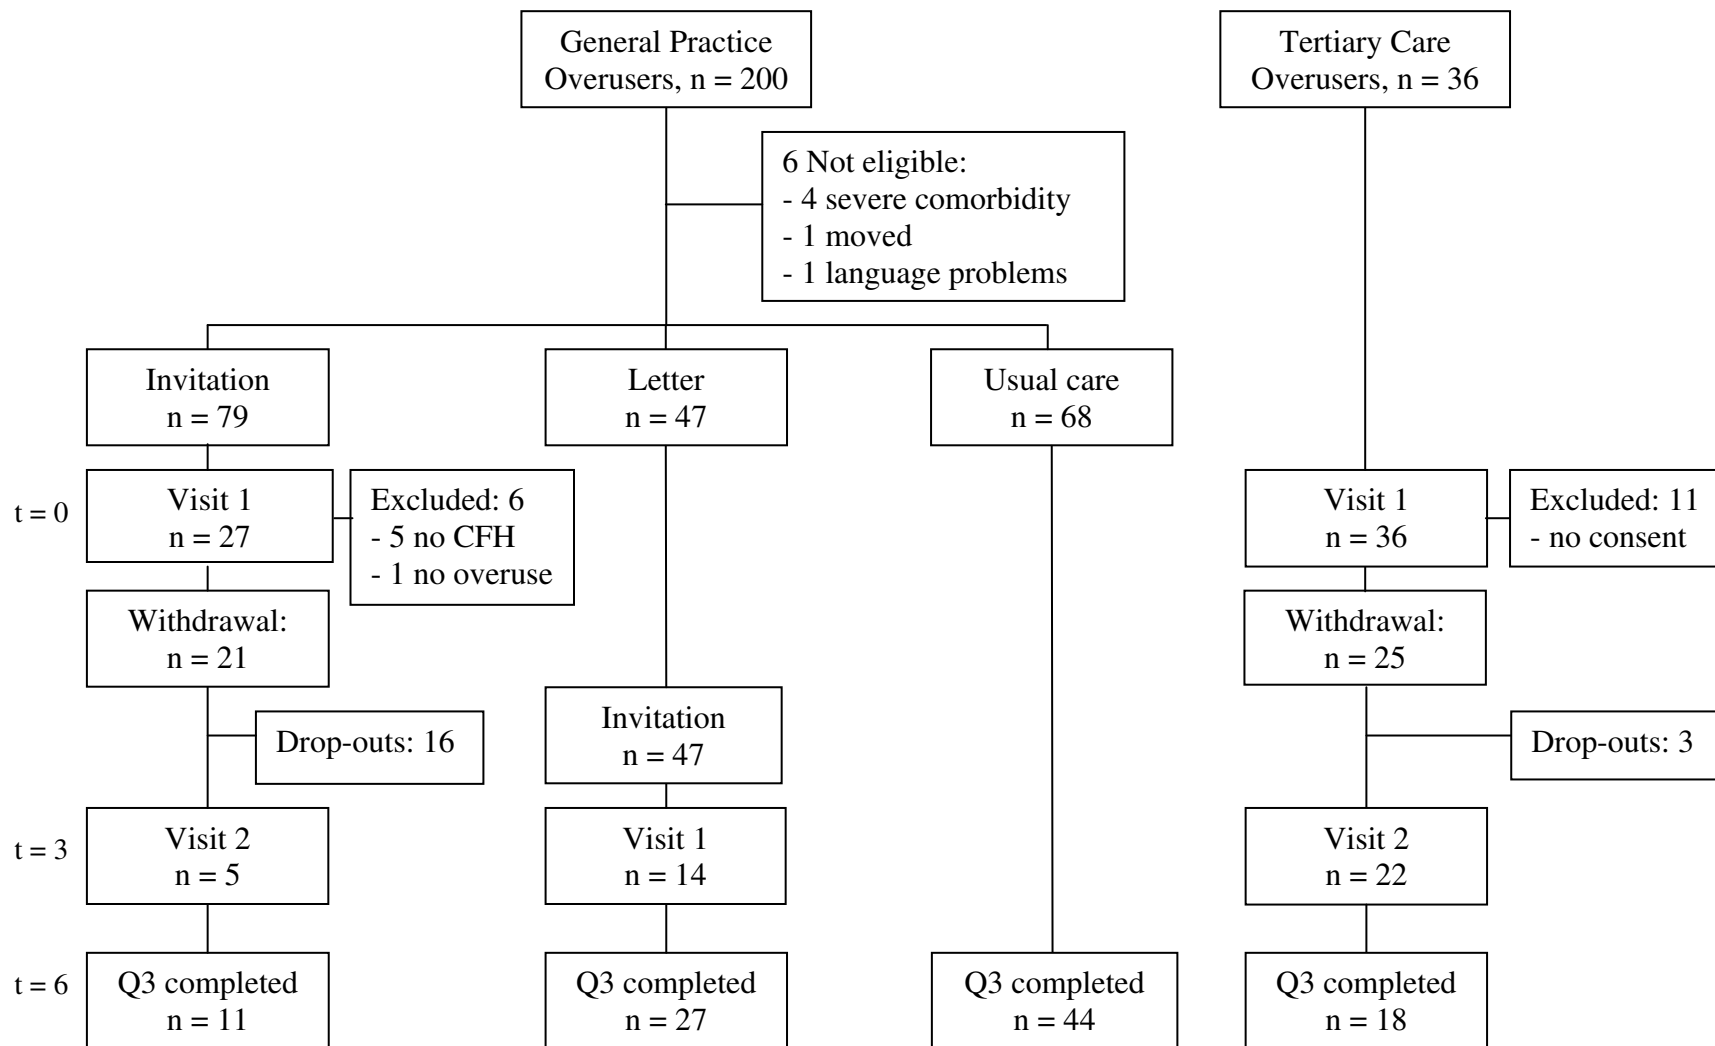 General Practice
Overusers, n = 200
Tertiary Care
Overusers, n = 36
6 Not eligible:
- 4 severe comorbidity
- 1 moved
- 1 language problems
Invitation
n = 79
Letter
n = 47
Usual care
n = 68
t = 0
Visit 1
n = 27
Excluded: 6
- 5 no CFH
- 1 no overuse
Visit 1
n = 36
Excluded: 11
- no consent
Withdrawal:
n = 21
Withdrawal:
n = 25
Drop-outs: 16
Invitation
n = 47
Drop-outs: 3
t = 3
Visit 2
n = 5
Visit 1
n = 14
Visit 2
n = 22
t = 6
Q3 completed
n = 11
Q3 completed
n = 27
Q3 completed
n = 44
Q3 completed
n = 18